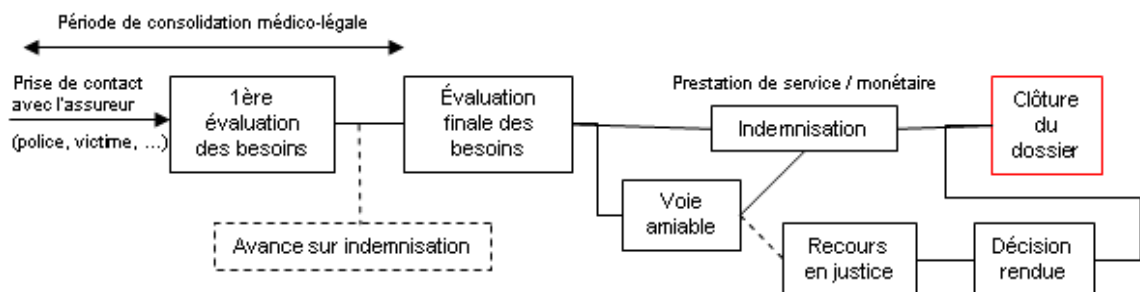 Période de consolidation médico-légale
Prise de contact
avec l'assureur
(police, victime, ...)
1ère
évaluation
des besoins
Évaluation
finale des
besoins
Prestation de service / monétaire
Indemnisation
Clôture
du
dossier
Avance sur indemnisation
Voie
amiable
Recours
en justice
Décision
rendue